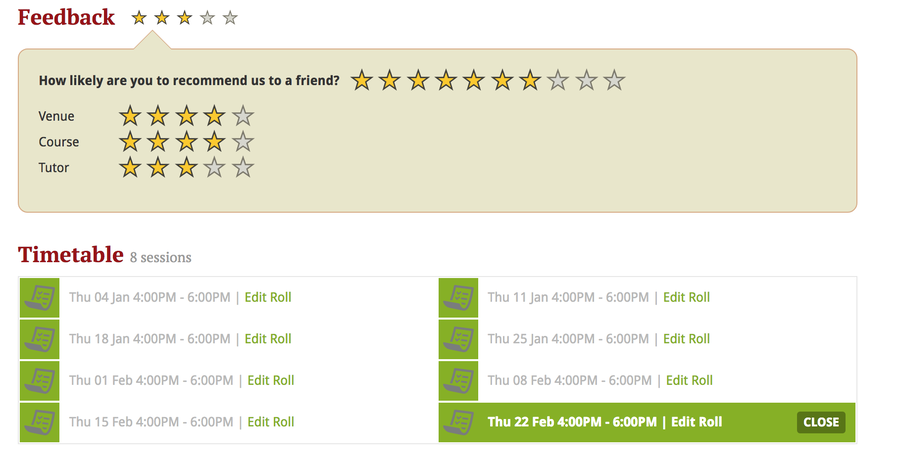 Feedback
How likely are you to recommend us to a friend?
Venue
Course
Tutor
Timetable 8 sessions
Thu 04 Jan 4:00PM - 6:00PM | Edit Roll
Thu 11 Jan 4:00PM - 6:00PM | Edit Roll
Thu 18 Jan 4:00PM - 6:00PM | Edit Roll
Thu 25 Jan 4:00PM - 6:00PM | Edit Roll
Thu 01 Feb 4:00PM - 6:00PM | Edit Roll
Thu 08 Feb 4:00PM - 6:00PM | Edit Roll
Thu 15 Feb 4:00PM - 6:00PM | Edit Roll
Thu 22 Feb 4:00PM - 6:00PM | Edit Roll CLOSE